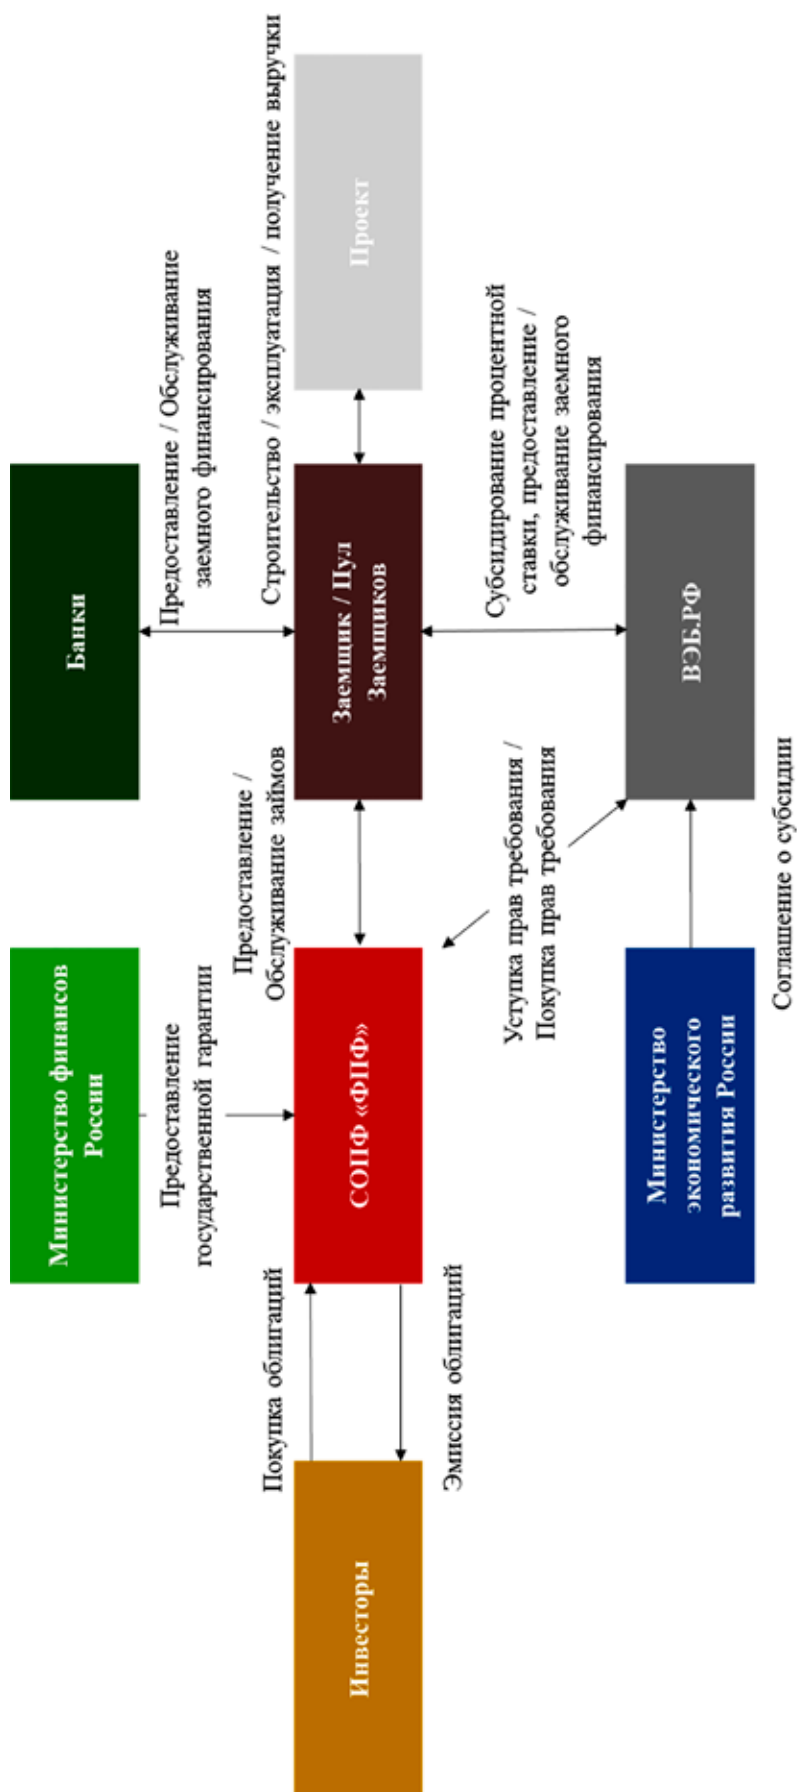 Министерство финансов
России
Банки
Предоставление
государственной гарантии
Предоставление / Обслуживание
заемного финансирования
Покупка облигаций
Предоставление /
Обслуживание займов
Строительство / эксплуатация / получение выручки
Инвесторы
СОПФ «ФПФ»
Заемщик / Пул
Заемщиков
Проект
Эмиссия облигаций
Уступка прав требования /
Покупка прав требования
Субсидирование процентной
ставки, предоставление /
обслуживание заемного
финансирования
Министерство
экономического
развития России
ВЭБ.РФ
Соглашение о субсидии